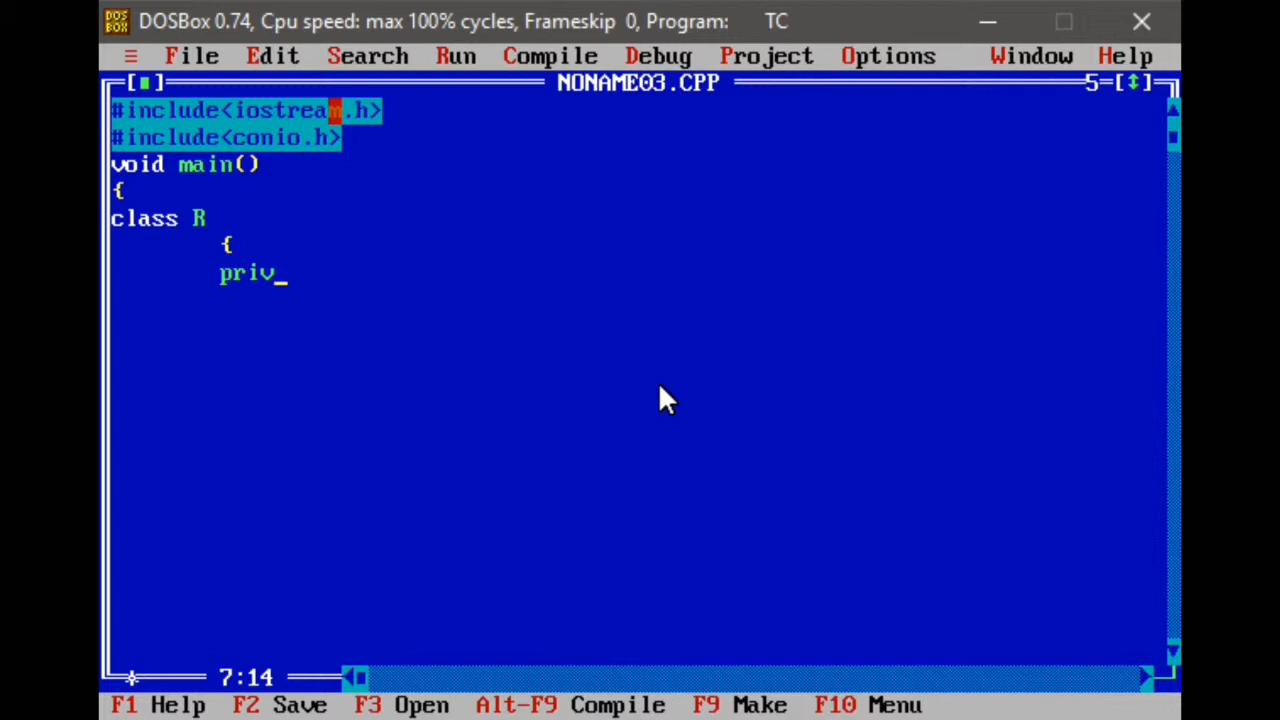 DOS BOX DOSBox 0.74, Cpu speed: max 100% cycles, Frameskip 0, Program: TC
≡ File Edit Search Run Compile Debug Project Options Window Help
[■] NONAME03.CPP 5=[↕]
#include<iostream.h>
#include<conio.h>
void main()
{
class R
{
priv_
7:14
F1 Help F2 Save F3 Open Alt-F9 Compile F9 Make F10 Menu